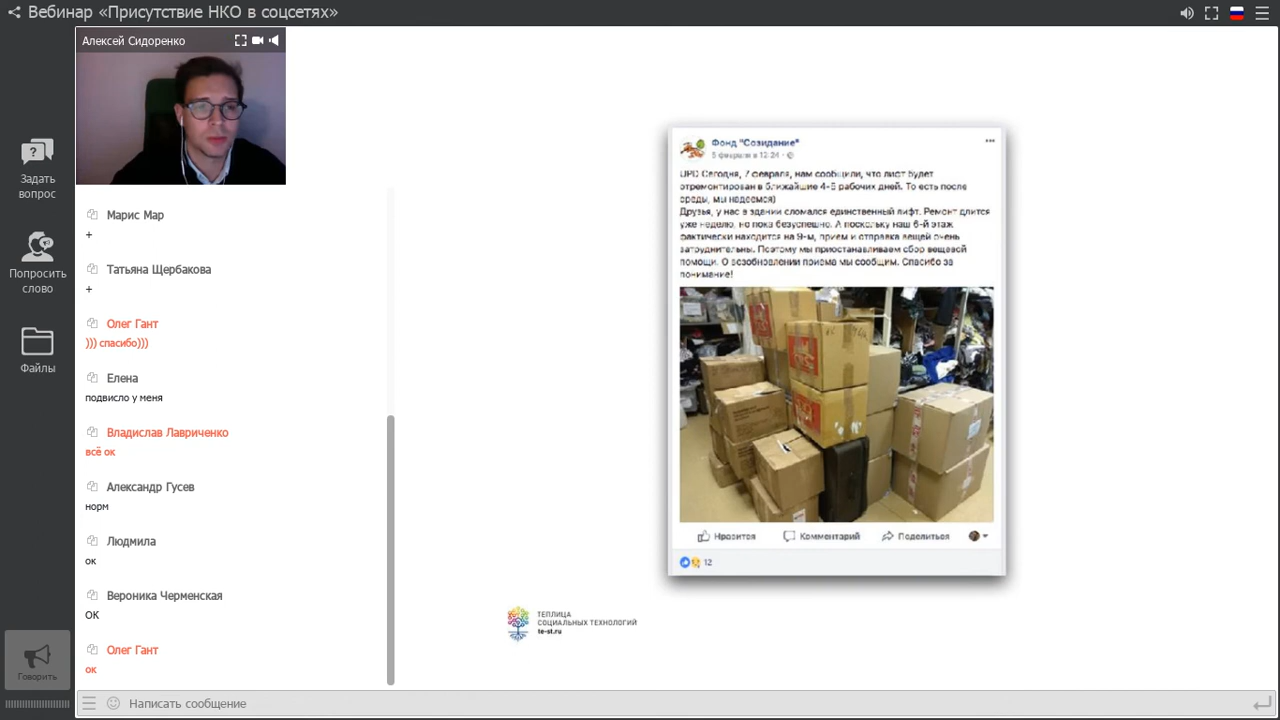 Вебинар «Присутствие НКО в соцсетях»
Алексей Сидоренко
Задать
вопрос
Попросить
слово
Файлы
Говорить
Марис Мар
+
Татьяна Щербакова
+
Олег Гант
))) спасибо)))
Елена
подвисло у меня
Владислав Лавриченко
всё ок
Александр Гусев
норм
Людмила
ок
Вероника Черменская
ОК
Олег Гант
ок
Написать сообщение
Фонд "Созидание"
5 февраля в 12:24
UPD Сегодня, 7 февраля, нам сообщили, что лифт будет
отремонтирован в ближайшие 4-5 рабочих дней. То есть после
среды, мы надеемся)
Друзья, у нас в здании сломался единственный лифт. Ремонт длится
уже неделю, но пока безуспешно. А поскольку наш 6-й этаж
фактически находится на 9-м, прием и отправка вещей очень
затруднительны. Поэтому мы приостанавливаем сбор вещевой
помощи. О возобновлении приема мы сообщим. Спасибо за
понимание!
Нравится Комментарий Поделиться
12
ТЕПЛИЦА
СОЦИАЛЬНЫХ ТЕХНОЛОГИЙ
te-st.ru